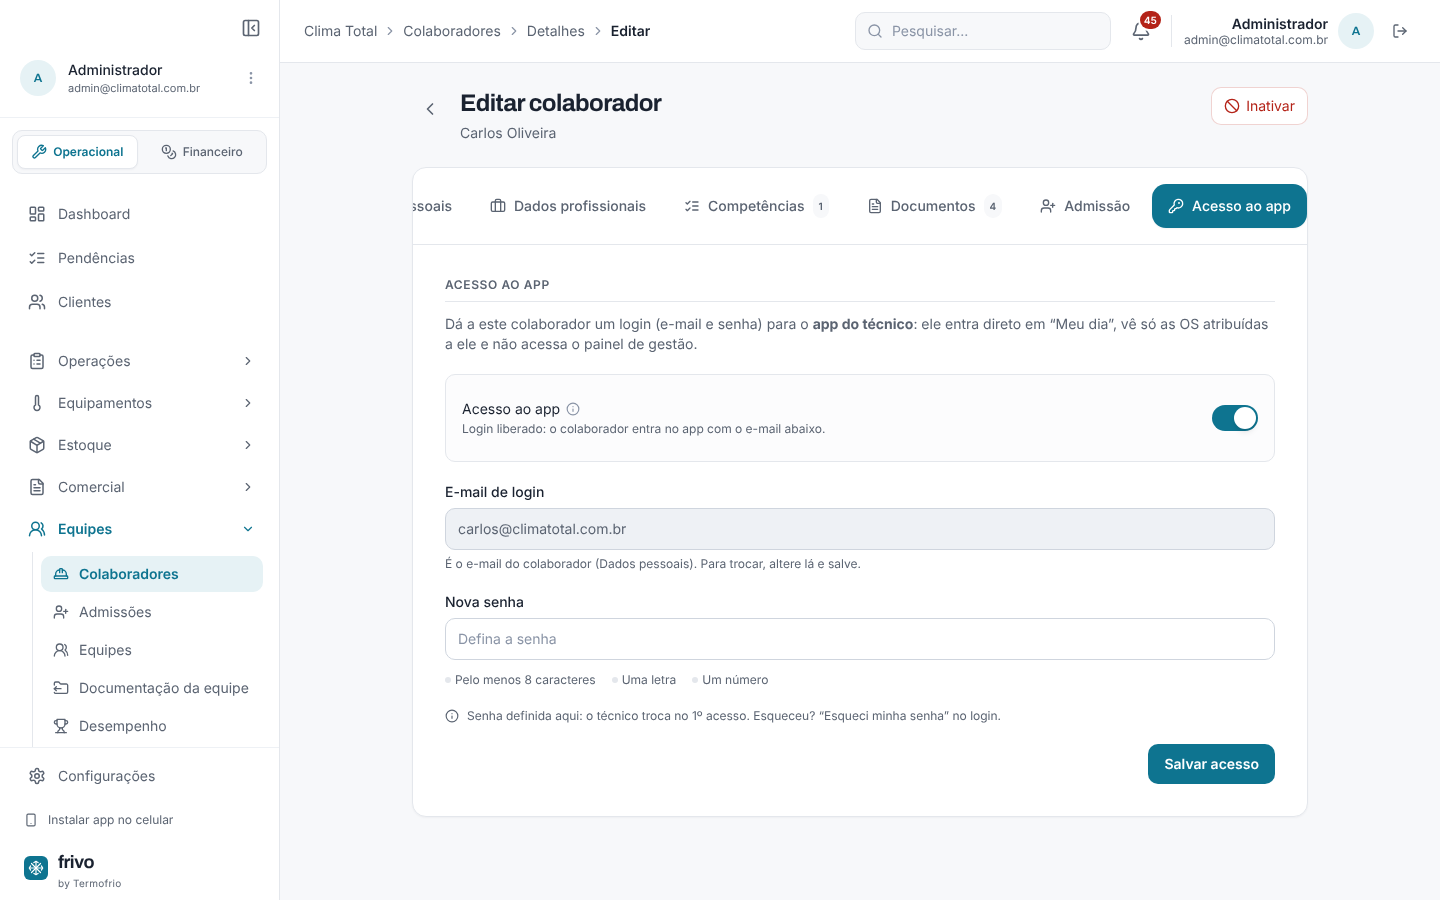 Administrador
admin@climatotal.com.br
Operacional
Financeiro
Dashboard
Pendências
Clientes
Operações
Equipamentos
Estoque
Comercial
Equipes
Colaboradores
Admissões
Equipes
Documentação da equipe
Desempenho
Configurações
Instalar app no celular
frivo
by Termofrio
Clima Total > Colaboradores > Detalhes > Editar
Pesquisar...
45
Administrador
admin@climatotal.com.br
A
A
Editar colaborador
Carlos Oliveira
Inativar
ssoais
Dados profissionais
Competências 1
Documentos 4
Admissão
Acesso ao app
ACESSO AO APP
Dá a este colaborador um login (e-mail e senha) para o app do técnico: ele entra direto em “Meu dia”, vê só as OS atribuídas
a ele e não acessa o painel de gestão.
Acesso ao app
Login liberado: o colaborador entra no app com o e-mail abaixo.
E-mail de login
carlos@climatotal.com.br
É o e-mail do colaborador (Dados pessoais). Para trocar, altere lá e salve.
Nova senha
Defina a senha
Pelo menos 8 caracteres
Uma letra
Um número
Senha definida aqui: o técnico troca no 1º acesso. Esqueceu? “Esqueci minha senha” no login.
Salvar acesso